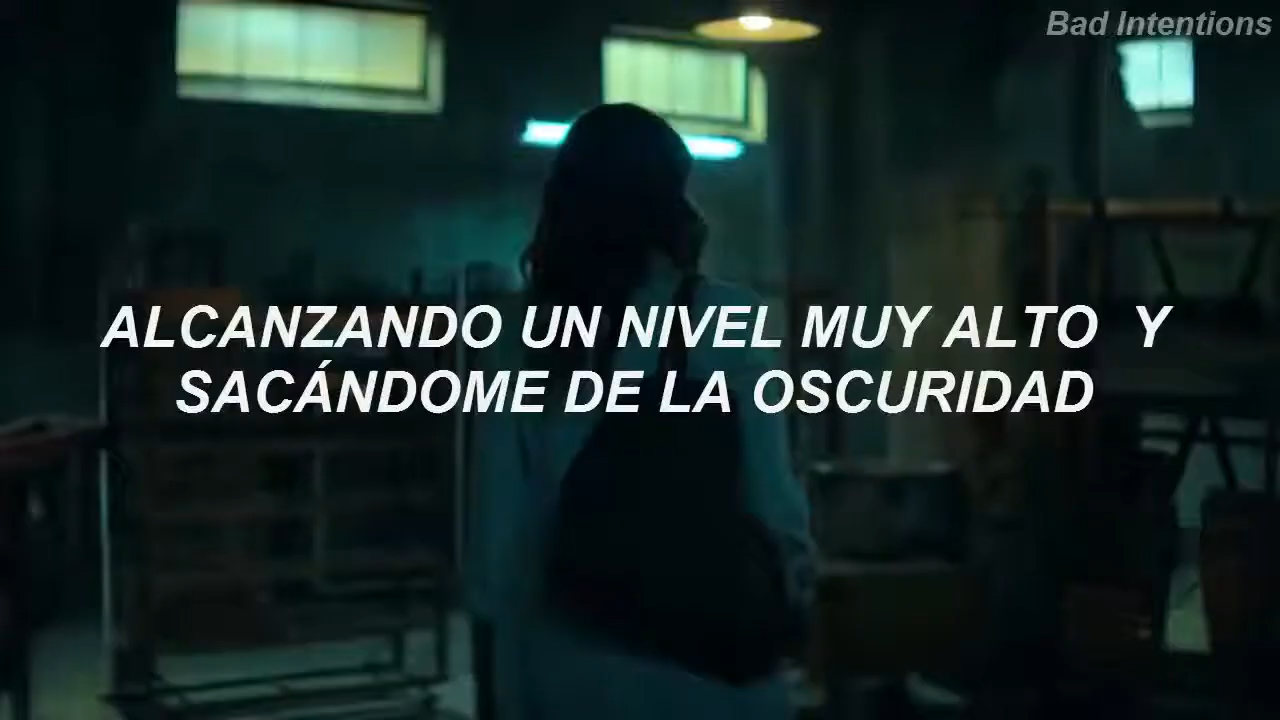 Bad Intentions
ALCANZANDO UN NIVEL MUY ALTO Y
SACÁNDOME DE LA OSCURIDAD